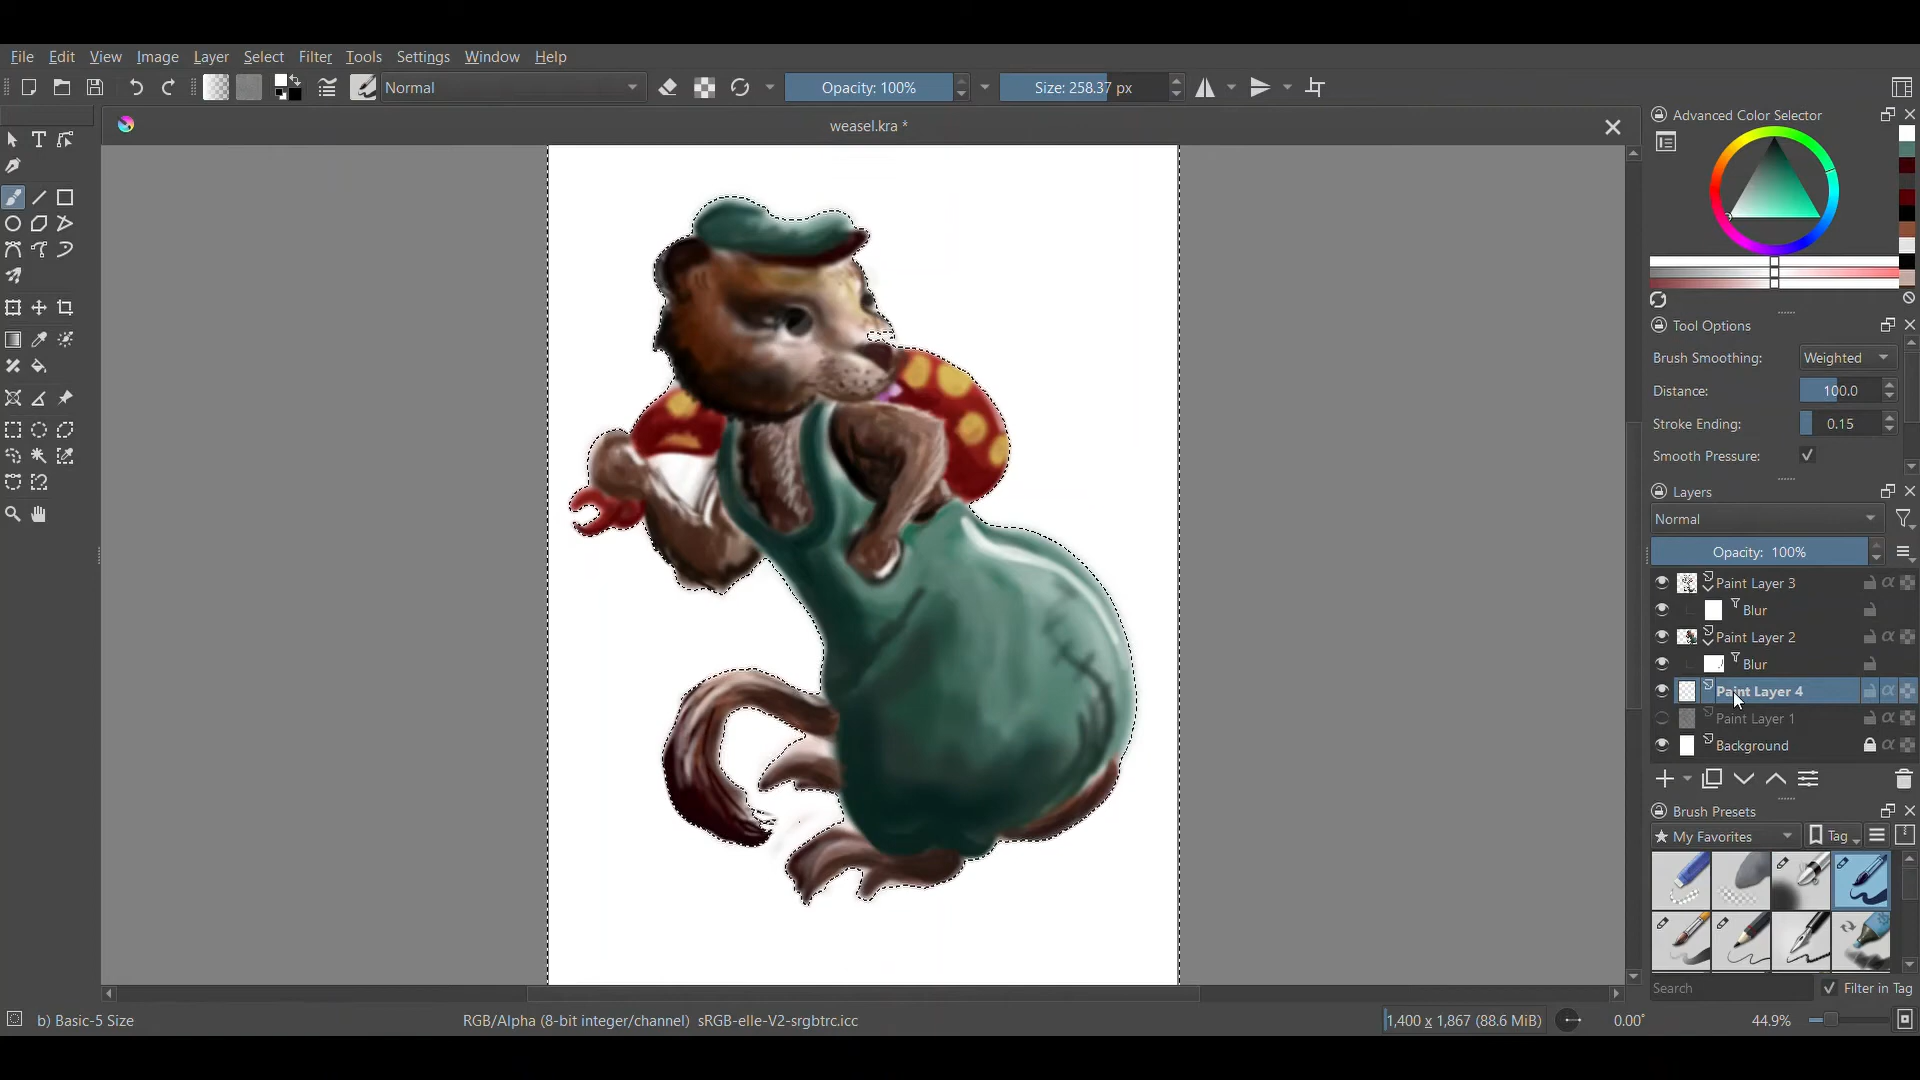 File Edit View Image Layer Select Filter Tools Settings Window Help
Normal Opacity: 100% Size: 258.37 px
weasel.kra *
Advanced Color Selector
Tool Options
Brush Smoothing: Weighted
Distance: 100.0
Stroke Ending: 0.15
Smooth Pressure:
Layers
Normal
Opacity: 100%
Paint Layer 3
Blur
Paint Layer 2
Blur
Paint Layer 4
Paint Layer 1
Background
Brush Presets
My Favorites Tag
Search Filter in Tag
b) Basic-5 Size RGB/Alpha (8-bit integer/channel) sRGB-elle-V2-srgbtrc.icc 1,400 x 1,867 (88.6 MiB) 0.00° 44.9%